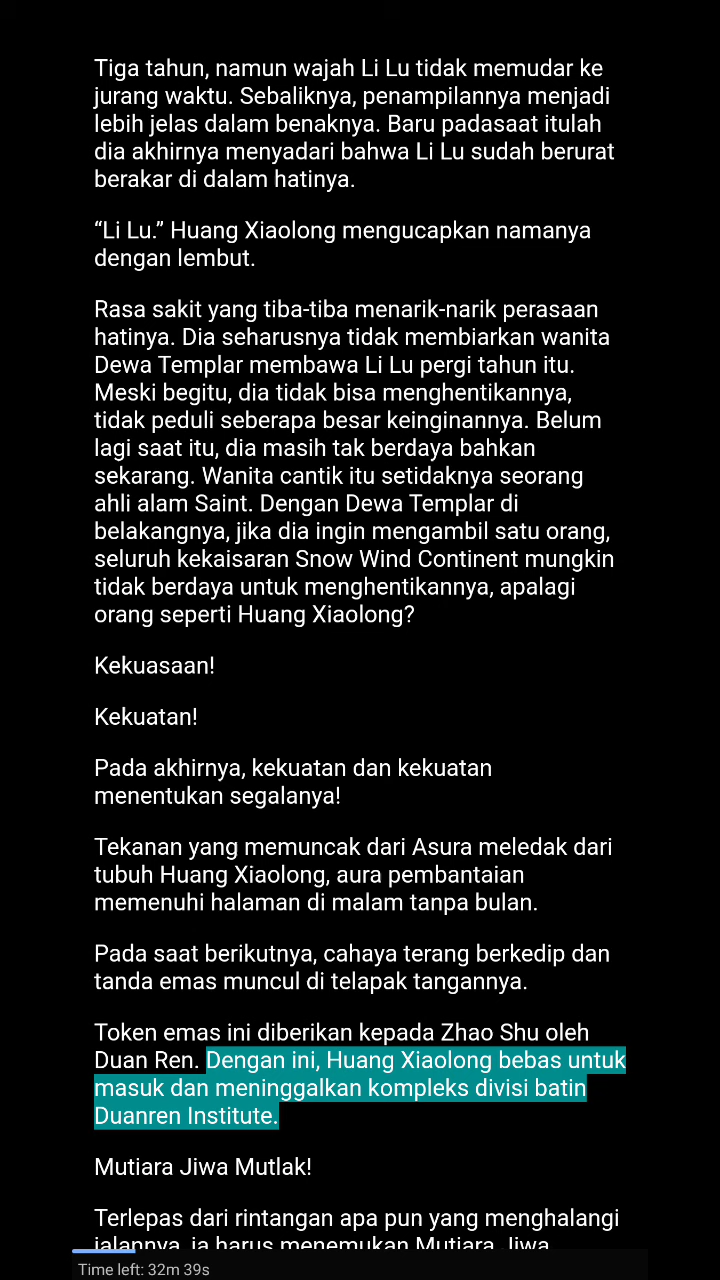 Tiga tahun, namun wajah Li Lu tidak memudar ke
jurang waktu. Sebaliknya, penampilannya menjadi
lebih jelas dalam benaknya. Baru padasaat itulah
dia akhirnya menyadari bahwa Li Lu sudah berurat
berakar di dalam hatinya.
“Li Lu.” Huang Xiaolong mengucapkan namanya
dengan lembut.
Rasa sakit yang tiba-tiba menarik-narik perasaan
hatinya. Dia seharusnya tidak membiarkan wanita
Dewa Templar membawa Li Lu pergi tahun itu.
Meski begitu, dia tidak bisa menghentikannya,
tidak peduli seberapa besar keinginannya. Belum
lagi saat itu, dia masih tak berdaya bahkan
sekarang. Wanita cantik itu setidaknya seorang
ahli alam Saint. Dengan Dewa Templar di
belakangnya, jika dia ingin mengambil satu orang,
seluruh kekaisaran Snow Wind Continent mungkin
tidak berdaya untuk menghentikannya, apalagi
orang seperti Huang Xiaolong?
Kekuasaan!
Kekuatan!
Pada akhirnya, kekuatan dan kekuatan
menentukan segalanya!
Tekanan yang memuncak dari Asura meledak dari
tubuh Huang Xiaolong, aura pembantaian
memenuhi halaman di malam tanpa bulan.
Pada saat berikutnya, cahaya terang berkedip dan
tanda emas muncul di telapak tangannya.
Token emas ini diberikan kepada Zhao Shu oleh
Duan Ren. Dengan ini, Huang Xiaolong bebas untuk
masuk dan meninggalkan kompleks divisi batin
Duanren Institute.
Mutiara Jiwa Mutlak!
Terlepas dari rintangan apa pun yang menghalangi
jalannya, ia harus menemukan Mutiara Jiwa
Time left: 32m 39s